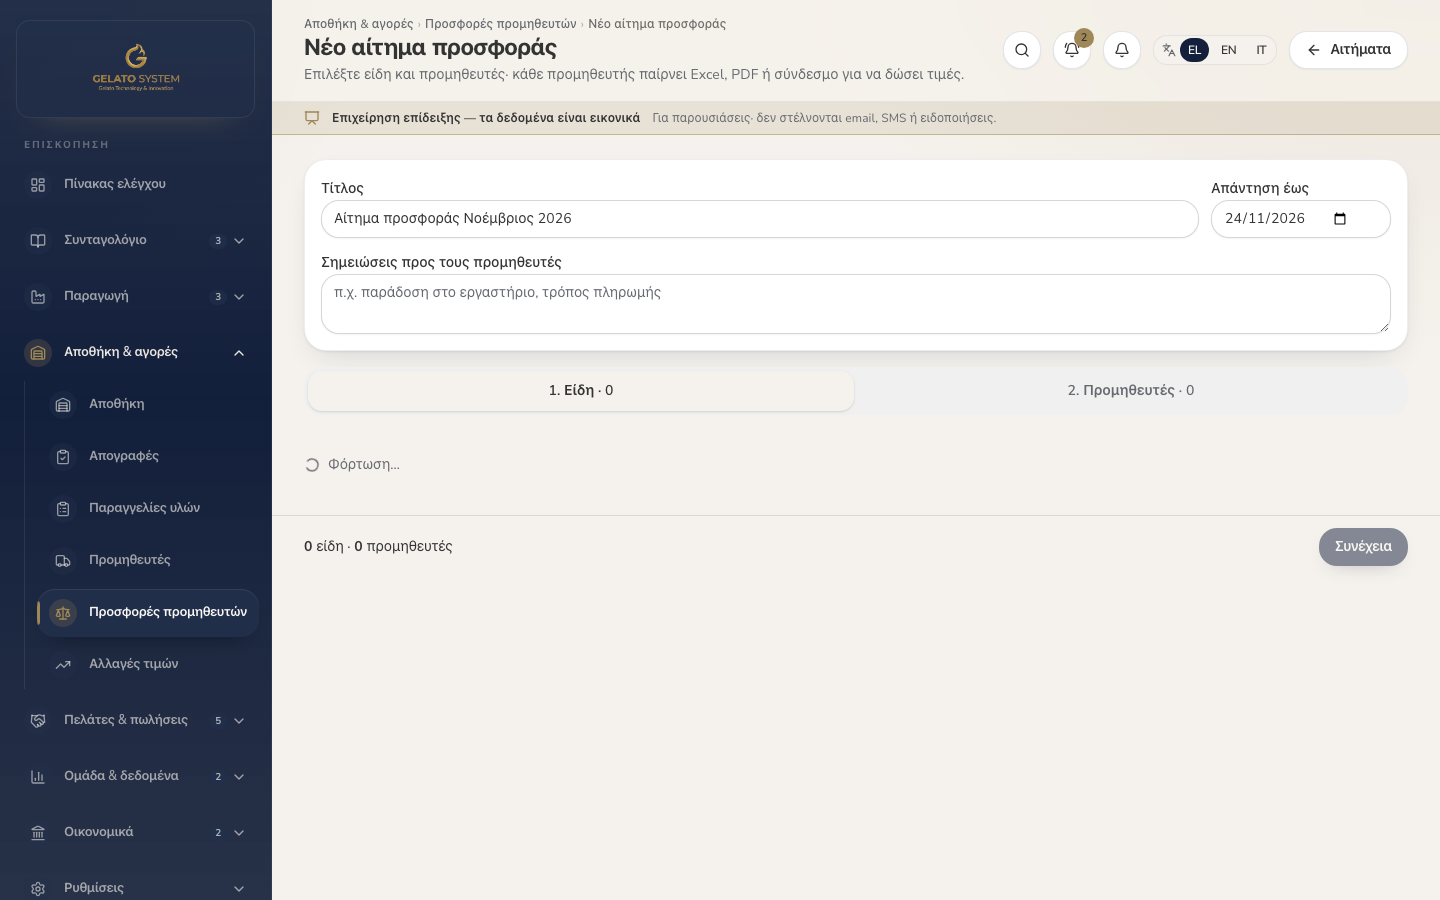 GELATO SYSTEM
Gelato Technology & Innovation
ΕΠΙΣΚΟΠΗΣΗ
Πίνακας ελέγχου
Συνταγολόγιο 3
Παραγωγή 3
Αποθήκη & αγορές
Αποθήκη
Απογραφές
Παραγγελίες υλών
Προμηθευτές
Προσφορές προμηθευτών
Αλλαγές τιμών
Πελάτες & πωλήσεις 5
Ομάδα & δεδομένα 2
Οικονομικά 2
Ρυθμίσεις
Αποθήκη & αγορές › Προσφορές προμηθευτών › Νέο αίτημα προσφοράς
Νέο αίτημα προσφοράς
Επιλέξτε είδη και προμηθευτές· κάθε προμηθευτής παίρνει Excel, PDF ή σύνδεσμο για να δώσει τιμές.
2
EL EN IT
Αιτήματα
Επιχείρηση επίδειξης — τα δεδομένα είναι εικονικά Για παρουσιάσεις· δεν στέλνονται email, SMS ή ειδοποιήσεις.
Τίτλος
Αίτημα προσφοράς Νοέμβριος 2026
Απάντηση έως
24/11/2026
Σημειώσεις προς τους προμηθευτές
π.χ. παράδοση στο εργαστήριο, τρόπος πληρωμής
1. Είδη · 0
2. Προμηθευτές · 0
Φόρτωση…
0 είδη · 0 προμηθευτές
Συνέχεια